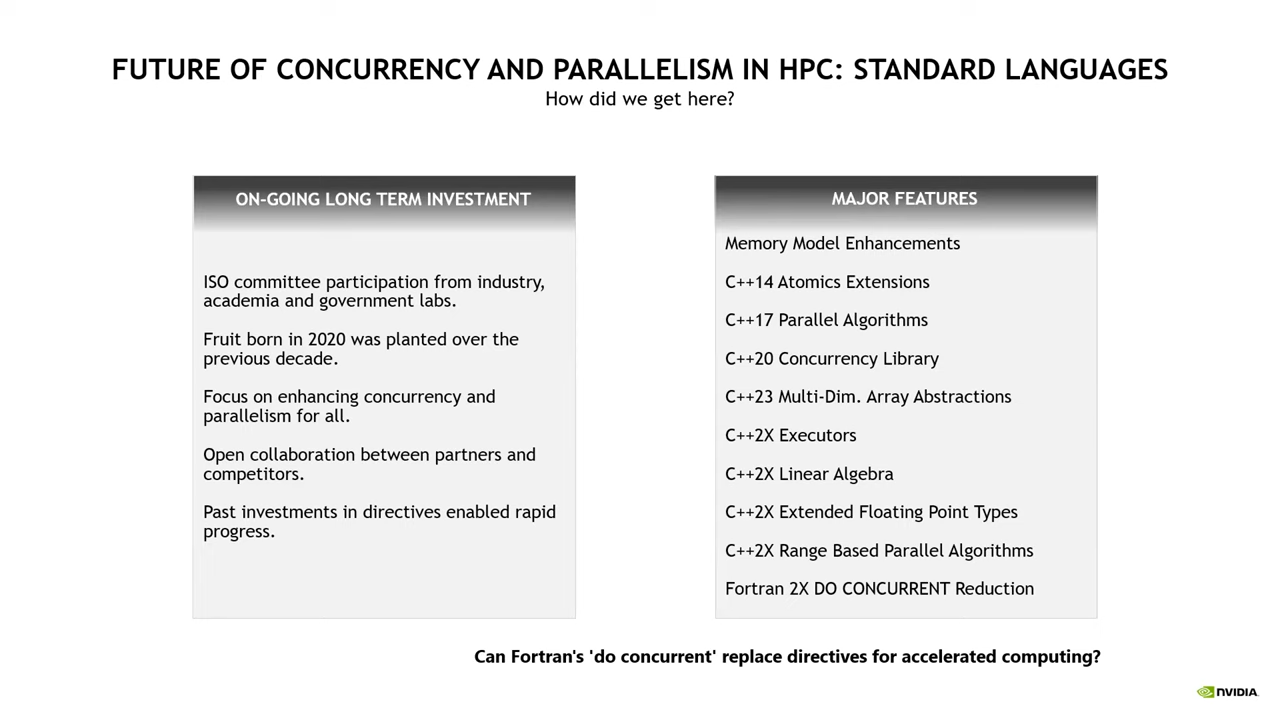 FUTURE OF CONCURRENCY AND PARALLELISM IN HPC: STANDARD LANGUAGES
How did we get here?
ON-GOING LONG TERM INVESTMENT
ISO committee participation from industry,
academia and government labs.
Fruit born in 2020 was planted over the
previous decade.
Focus on enhancing concurrency and
parallelism for all.
Open collaboration between partners and
competitors.
Past investments in directives enabled rapid
progress.
MAJOR FEATURES
Memory Model Enhancements
C++14 Atomics Extensions
C++17 Parallel Algorithms
C++20 Concurrency Library
C++23 Multi-Dim. Array Abstractions
C++2X Executors
C++2X Linear Algebra
C++2X Extended Floating Point Types
C++2X Range Based Parallel Algorithms
Fortran 2X DO CONCURRENT Reduction
Can Fortran's 'do concurrent' replace directives for accelerated computing?
NVIDIA.